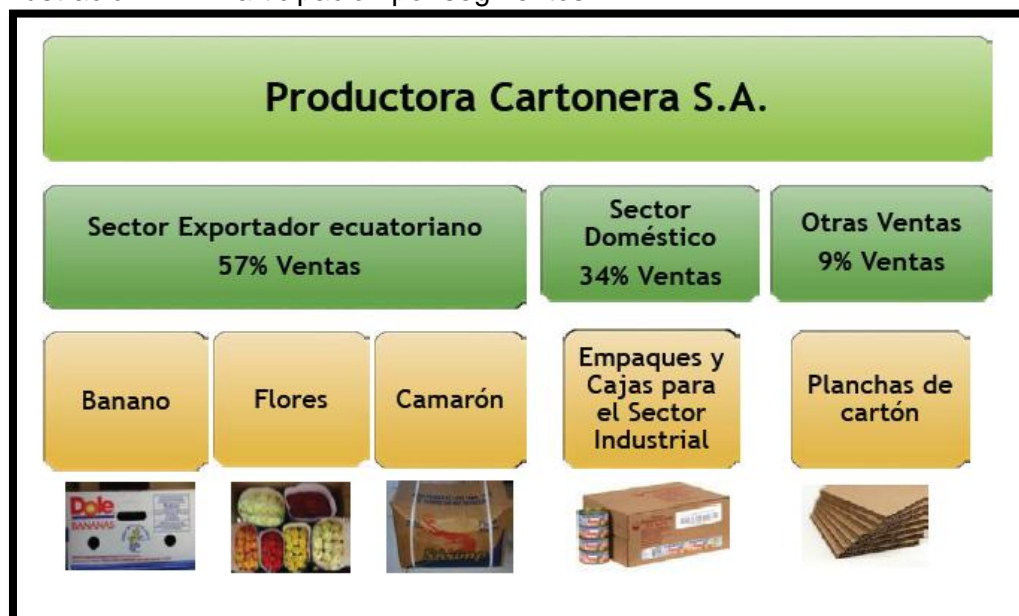 Productora Cartonera S.A.
Sector Exportador ecuatoriano
57% Ventas
Sector
Doméstico
34% Ventas
Otras Ventas
9% Ventas
Banano
Flores
Camarón
Empaques y
Cajas para
el Sector
Industrial
Planchas de
cartón
Dole
BANANAS
Shrimp